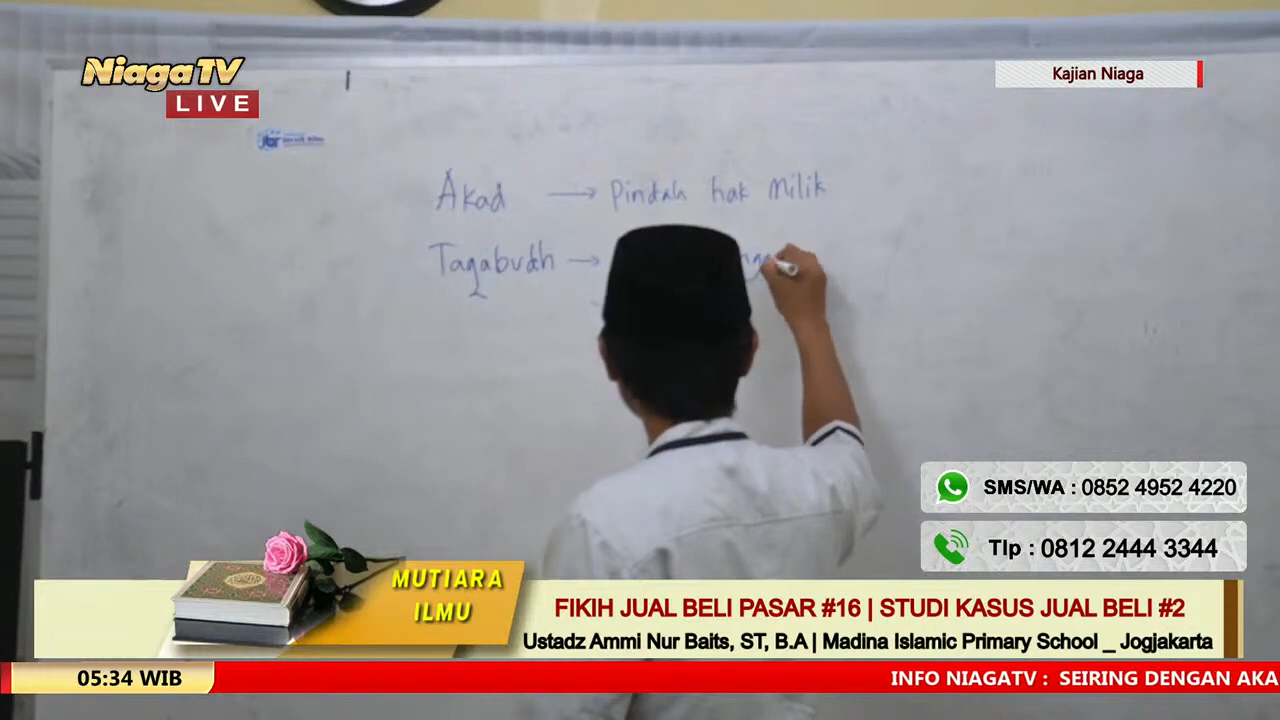 NiagaTV
LIVE
Kajian Niaga
Akad → Pindah hak Milik
Taqabudh →
SMS/WA : 0852 4952 4220
Tlp : 0812 2444 3344
MUTIARA
ILMU
FIKIH JUAL BELI PASAR #16 | STUDI KASUS JUAL BELI #2
Ustadz Ammi Nur Baits, ST, B.A | Madina Islamic Primary School _ Jogjakarta
05:34 WIB
INFO NIAGATV : SEIRING DENGAN AKA